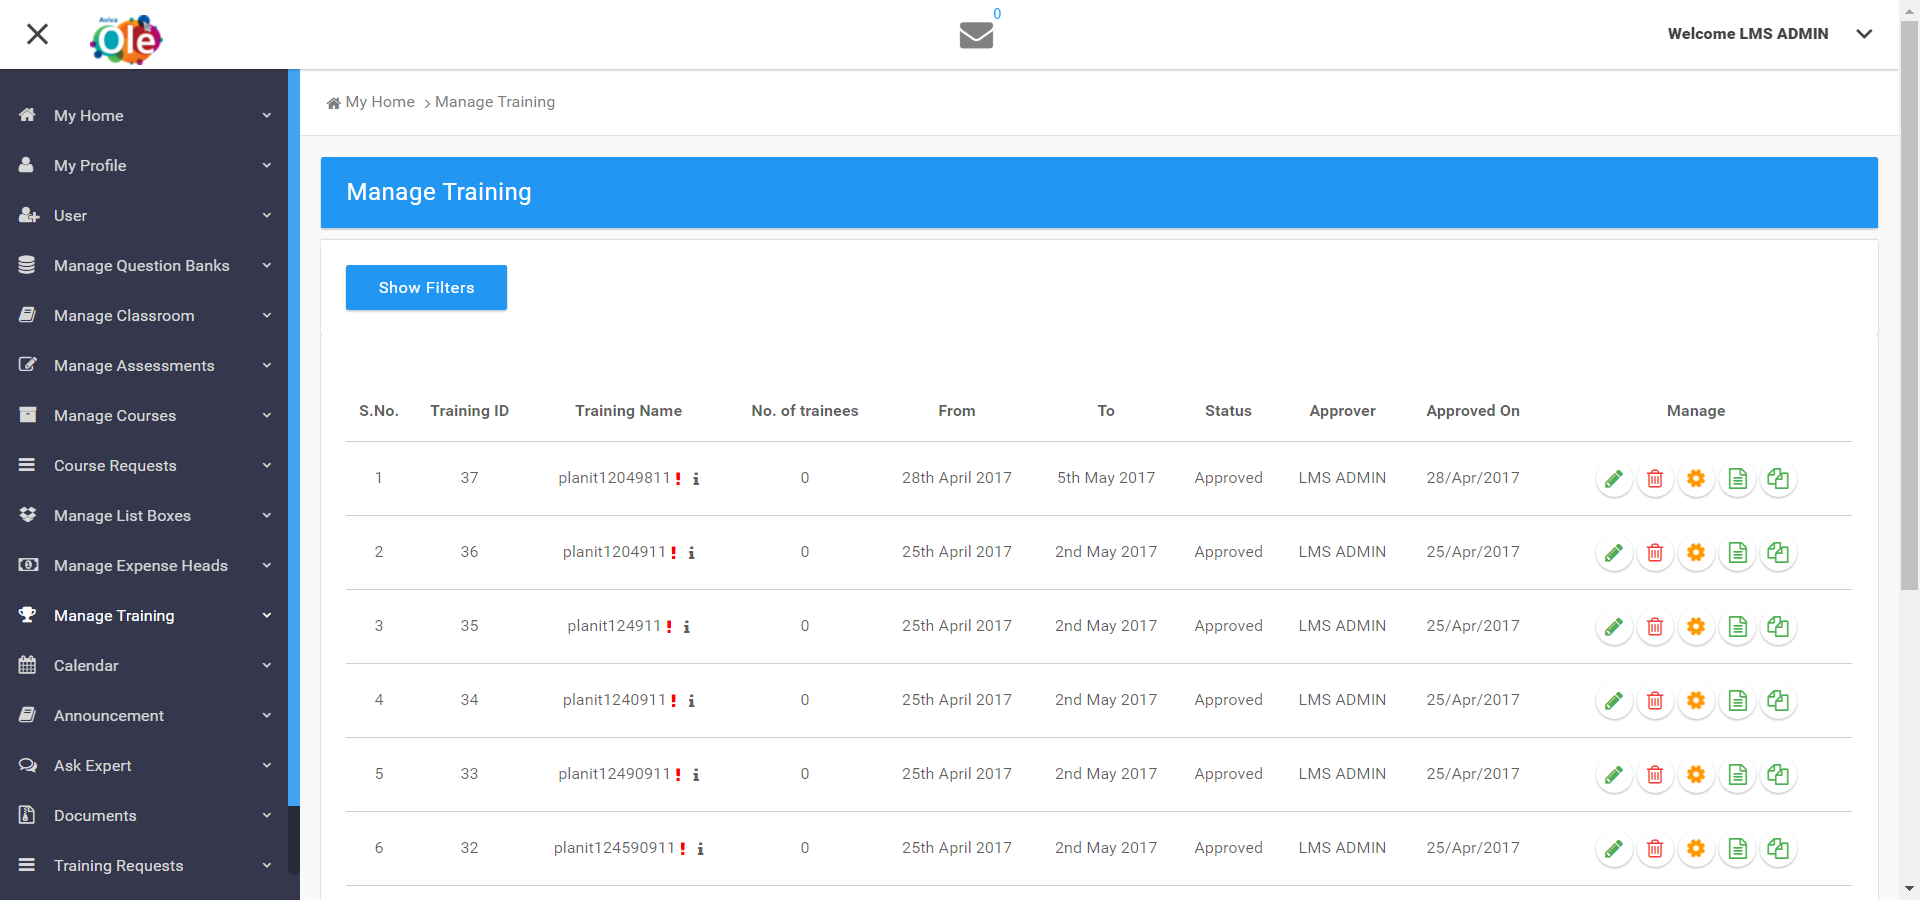 Aviva
Ole
0
Welcome LMS ADMIN
My Home
My Profile
User
Manage Question Banks
Manage Classroom
Manage Assessments
Manage Courses
Course Requests
Manage List Boxes
Manage Expense Heads
Manage Training
Calendar
Announcement
Ask Expert
Documents
Training Requests
My Home > Manage Training
Manage Training
Show Filters
S.No. Training ID Training Name No. of trainees From To Status Approver Approved On Manage
1 37 planit12049811 ! i 0 28th April 2017 5th May 2017 Approved LMS ADMIN 28/Apr/2017
2 36 planit1204911 ! i 0 25th April 2017 2nd May 2017 Approved LMS ADMIN 25/Apr/2017
3 35 planit124911 ! i 0 25th April 2017 2nd May 2017 Approved LMS ADMIN 25/Apr/2017
4 34 planit1240911 ! i 0 25th April 2017 2nd May 2017 Approved LMS ADMIN 25/Apr/2017
5 33 planit12490911 ! i 0 25th April 2017 2nd May 2017 Approved LMS ADMIN 25/Apr/2017
6 32 planit124590911 ! i 0 25th April 2017 2nd May 2017 Approved LMS ADMIN 25/Apr/2017